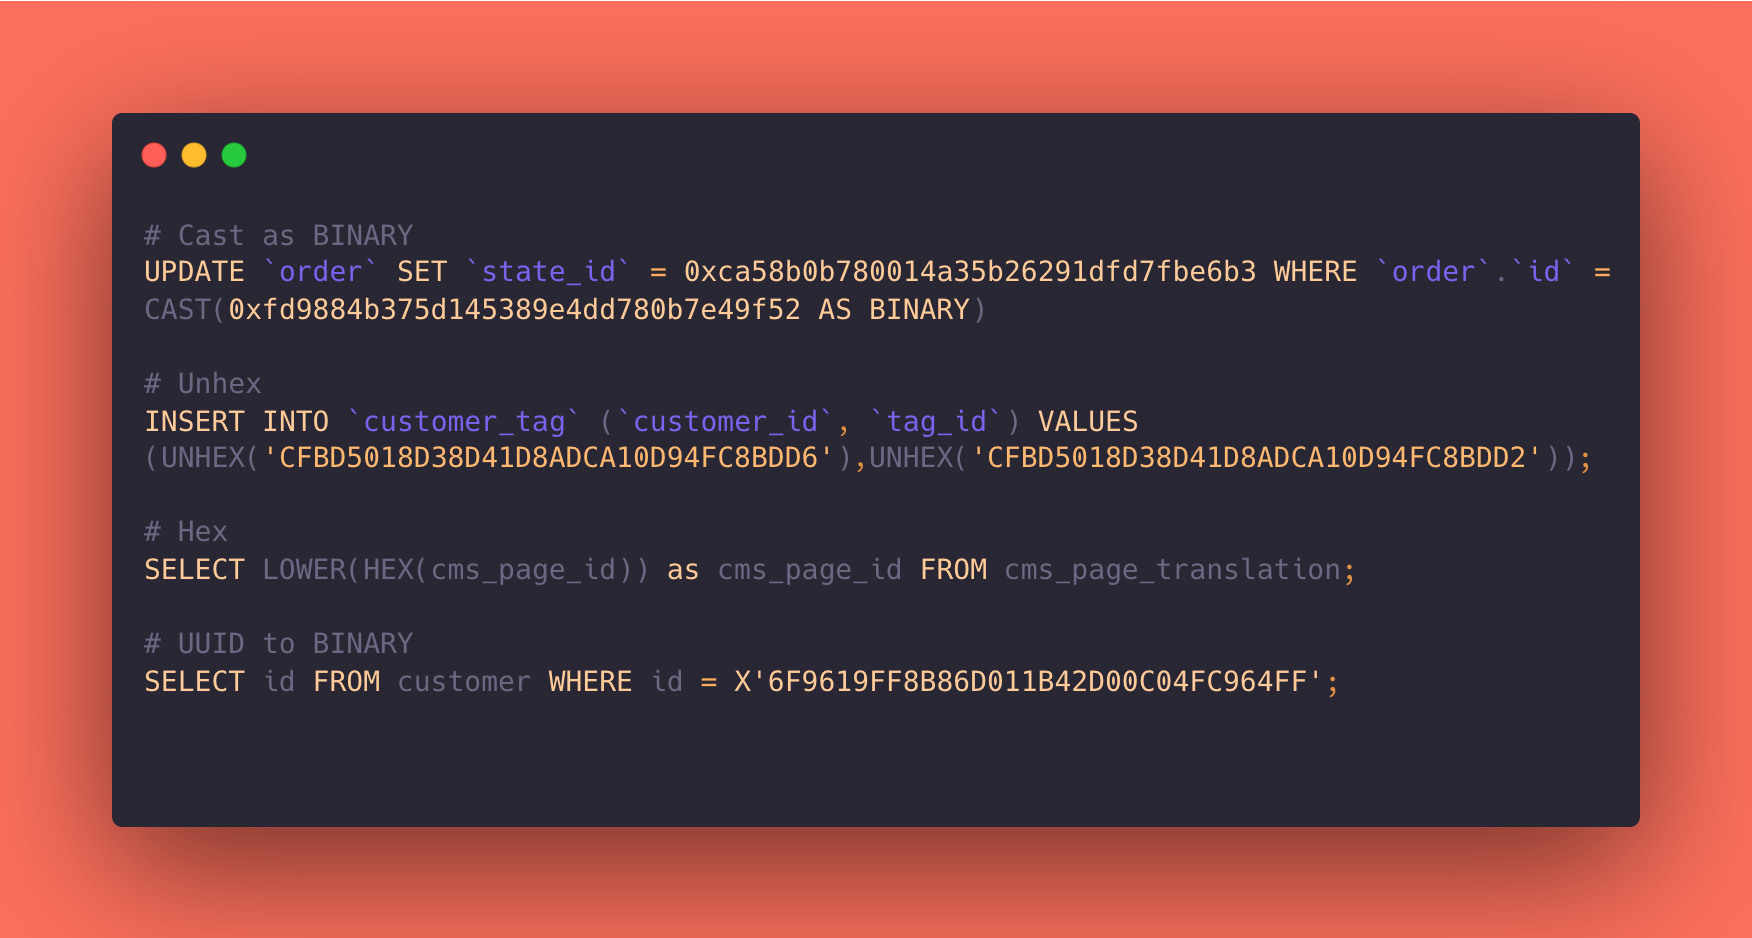 # Cast as BINARY
UPDATE `order` SET `state_id` = 0xca58b0b780014a35b26291dfd7fbe6b3 WHERE `order`.`id` =
CAST(0xfd9884b375d145389e4dd780b7e49f52 AS BINARY)
# Unhex
INSERT INTO `customer_tag` (`customer_id`, `tag_id`) VALUES
(UNHEX('CFBD5018D38D41D8ADCA10D94FC8BDD6'),UNHEX('CFBD5018D38D41D8ADCA10D94FC8BDD2'));
# Hex
SELECT LOWER(HEX(cms_page_id)) as cms_page_id FROM cms_page_translation;
# UUID to BINARY
SELECT id FROM customer WHERE id = X'6F9619FF8B86D011B42D00C04FC964FF';